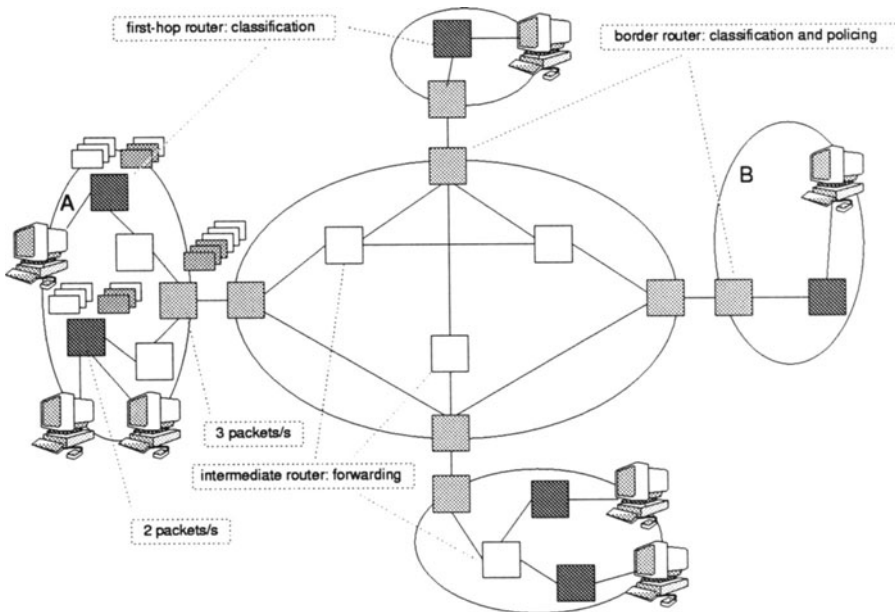 first-hop router: classification
border router: classification and policing
A
B
3 packets/s
intermediate router: forwarding
2 packets/s